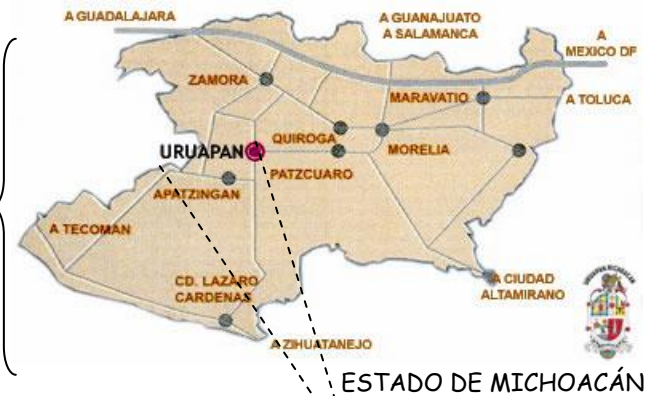 A GUADALAJARA
A GUANAJUATO
A SALAMANCA
A
MEXICO DF
ZAMORA
MARAVATIO
A TOLUCA
QUIROGA
URUAPAN
MORELIA
PATZCUARO
APATZINGAN
A TECOMAN
CD. LAZARO
CARDENAS
A CIUDAD
ALTAMIRANO
A ZIHUATANEJO
ESTADO DE MICHOACÁN